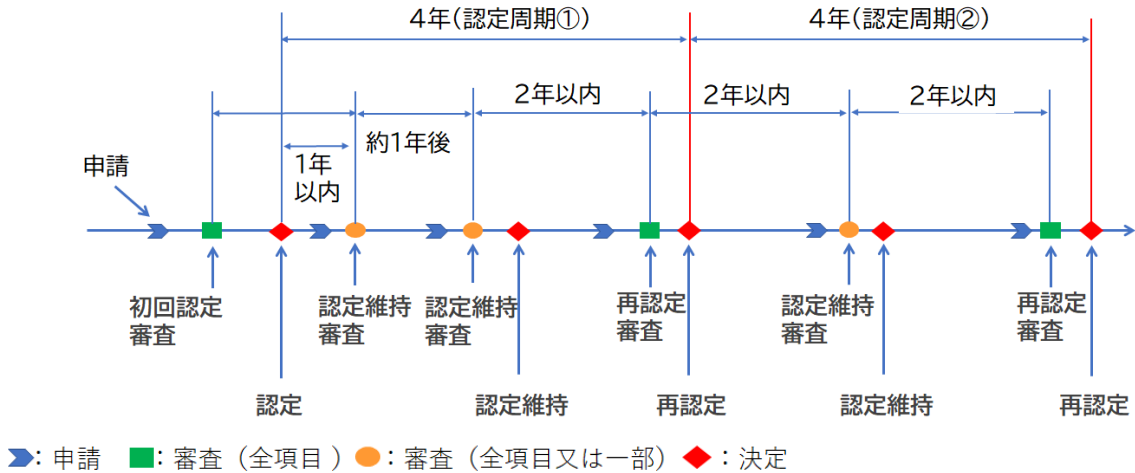 4年(認定周期①)
4年(認定周期②)
2年以内
2年以内
2年以内
約1年後
1年
以内
申請
初回認定
審査
認定維持
審査
認定維持
審査
再認定
審査
認定維持
審査
再認定
審査
認定
認定維持
再認定
認定維持
再認定
：申請
：審査（全項目）
：審査（全項目又は一部）
：決定